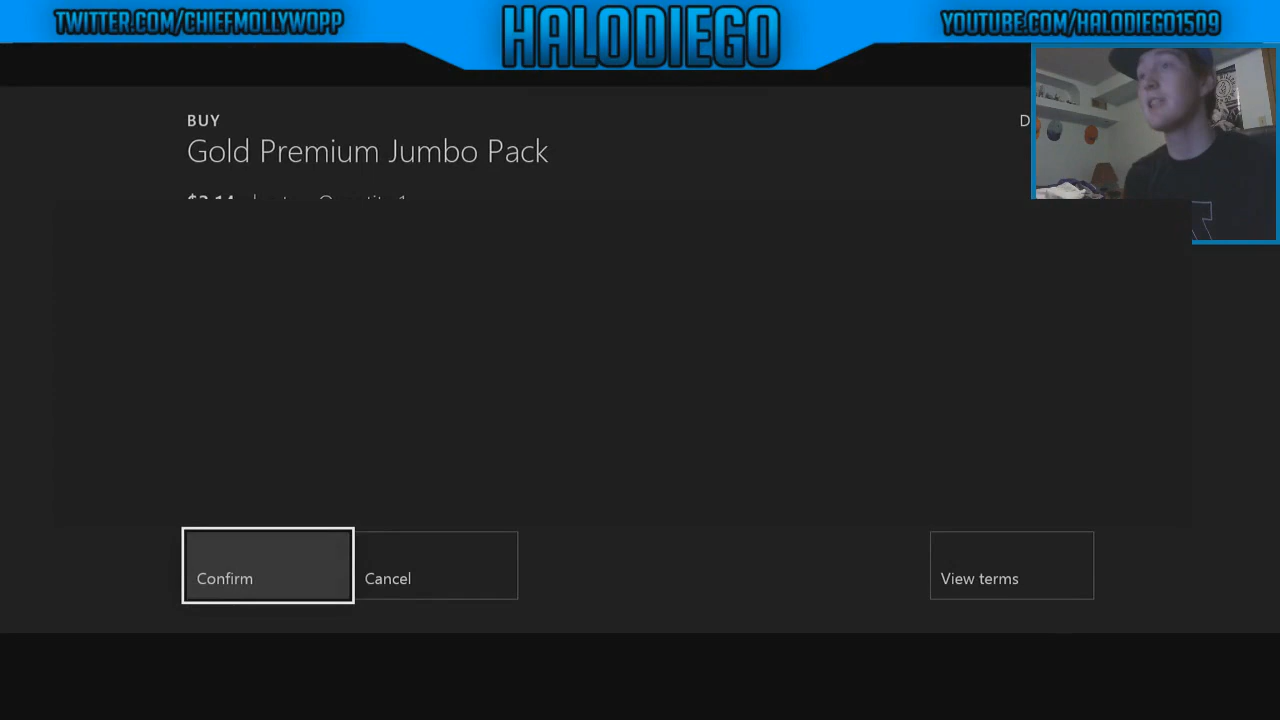 TWITTER.COM/CHIEFMOLLYWOPP
HALODIEGO
YOUTUBE.COM/HALODIEGO1509
BUY
D
Gold Premium Jumbo Pack
Confirm
Cancel
View terms